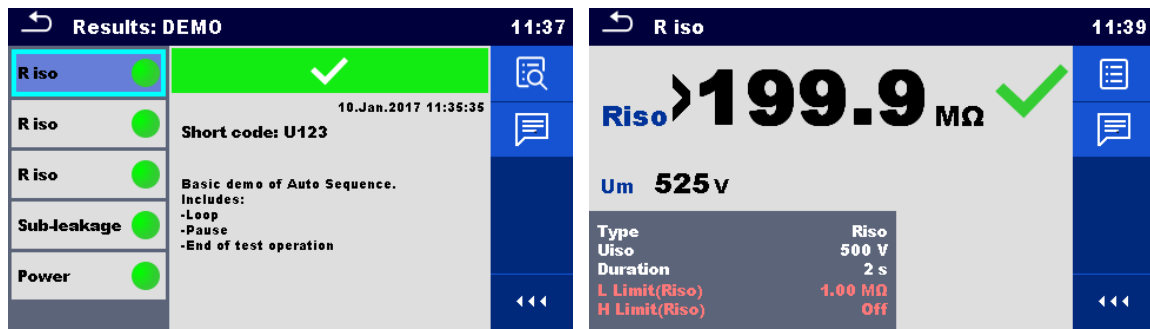 Results: DEMO 11:37
R iso
R iso
R iso
Sub-leakage
Power
10.Jan.2017 11:35:35
Short code: U123
Basic demo of Auto Sequence.
Includes:
-Loop
-Pause
-End of test operation
R iso 11:39
Riso >199.9 MΩ
Um 525 V
Type Riso
Uiso 500 V
Duration 2 s
L Limit(Riso) 1.00 MΩ
H Limit(Riso) Off